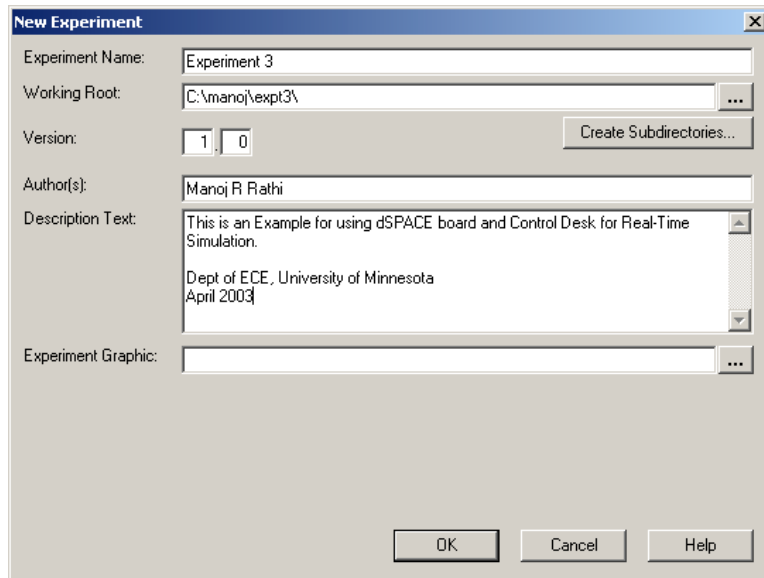 New Experiment
Experiment Name: Experiment 3
Working Root: C:\manoj\expt3\ ...
Version: 1 . 0 Create Subdirectories...
Author(s): Manoj R Rathi
Description Text: This is an Example for using dSPACE board and Control Desk for Real-Time
Simulation.
Dept of ECE, University of Minnesota
April 2003
Experiment Graphic: ...
OK Cancel Help